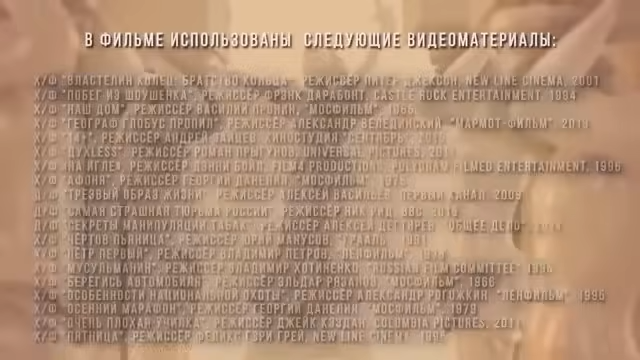 В ФИЛЬМЕ ИСПОЛЬЗОВАНЫ СЛЕДУЮЩИЕ ВИДЕОМАТЕРИАЛЫ:
Х/Ф "ВЛАСТЕЛИН КОЛЕЦ: БРАТСТВО КОЛЬЦА", РЕЖИССЁР ПИТЕР ДЖЕКСОН, NEW LINE CINEMA, 2001
Х/Ф "ПОБЕГ ИЗ ШОУШЕНКА", РЕЖИССЁР ФРЭНК ДАРАБОНТ, CASTLE ROCK ENTERTAINMENT, 1994
Х/Ф "НАШ ДОМ", РЕЖИССЁР ВАСИЛИЙ ПРОНИН, "МОСФИЛЬМ", 1965
Х/Ф "ГЕОГРАФ ГЛОБУС ПРОПИЛ", РЕЖИССЁР АЛЕКСАНДР ВЕЛЕДИНСКИЙ, "МАРМОТ-ФИЛЬМ", 2013
Х/Ф РЕЖИССЁР АНДРЕЙ ЗАЙЦЕВ, КИНОСТУДИЯ "СЕНТЯБРЬ",
Х/Ф "ДУХLESS", РЕЖИССЁР РОМАН ПРЫГУНОВ, UNIVERSAL PICTURES,
Х/Ф "НА ИГЛЕ", РЕЖИССЁР ДЭННИ БОЙЛ, FILM4 PRODUCTIONS, POLYGRAM FILMED ENTERTAINMENT, 1996
Х/Ф "АФОНЯ", РЕЖИССЁР ГЕОРГИЙ ДАНЕЛИЯ, "МОСФИЛЬМ", 1975
"ТРЕЗВЫЙ ОБРАЗ ЖИЗНИ", РЕЖИССЁР АЛЕКСЕЙ ВАСИЛЬЕВ, ПЕРВЫЙ КАНАЛ, 2009
Д/Ф "САМАЯ СТРАШНАЯ ТЮРЬМА РОССИИ", РЕЖИССЁР НИК РИД, BBC,
Д/Ф "СЕКРЕТЫ МАНИПУЛЯЦИИ. ТАБАК", РЕЖИССЁР АЛЕКСЕЙ ДЕГТЯРЕВ, "ОБЩЕЕ ДЕЛО",
Х/Ф "ЧЁРТОВ ПЬЯНИЦА", РЕЖИССЁР ЮРИЙ МАНУСОВ, "ГРААЛЬ", 1991
Х/Ф "ПЁТР ПЕРВЫЙ", РЕЖИССЁР ВЛАДИМИР ПЕТРОВ, "ЛЕНФИЛЬМ",
Х/Ф "МУСУЛЬМАНИН", РЕЖИССЁР ВЛАДИМИР ХОТИНЕНКО, "RUSSIAN FILM COMMITTEE",
Х/Ф "БЕРЕГИСЬ АВТОМОБИЛЯ", РЕЖИССЁР ЭЛЬДАР РЯЗАНОВ, "МОСФИЛЬМ", 1966
Х/Ф "ОСОБЕННОСТИ НАЦИОНАЛЬНОЙ ОХОТЫ", РЕЖИССЁР АЛЕКСАНДР РОГОЖКИН, "ЛЕНФИЛЬМ", 1995
Х/Ф "ОСЕННИЙ МАРАФОН", РЕЖИССЁР ГЕОРГИЙ ДАНЕЛИЯ, "МОСФИЛЬМ", 1979
Х/Ф "ОЧЕНЬ ПЛОХАЯ УЧИЛКА", РЕЖИССЁР ДЖЕЙК КЭЗДАН, COLUMBIA PICTURES, 2011
Х/Ф "ПЯТНИЦА", РЕЖИССЁР ФЕЛИКС ГЭРИ ГРЕЙ, NEW LINE CINEMA, 1995